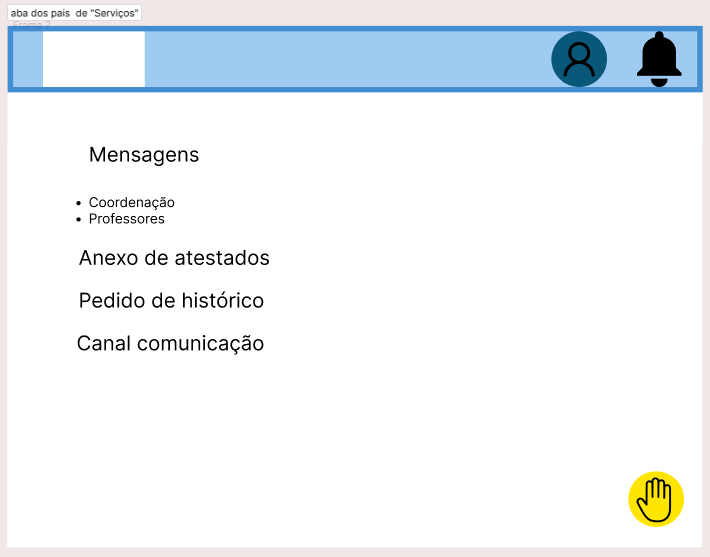 aba dos pais de "Serviços"
Frame 7
Mensagens
• Coordenação
• Professores
Anexo de atestados
Pedido de histórico
Canal comunicação